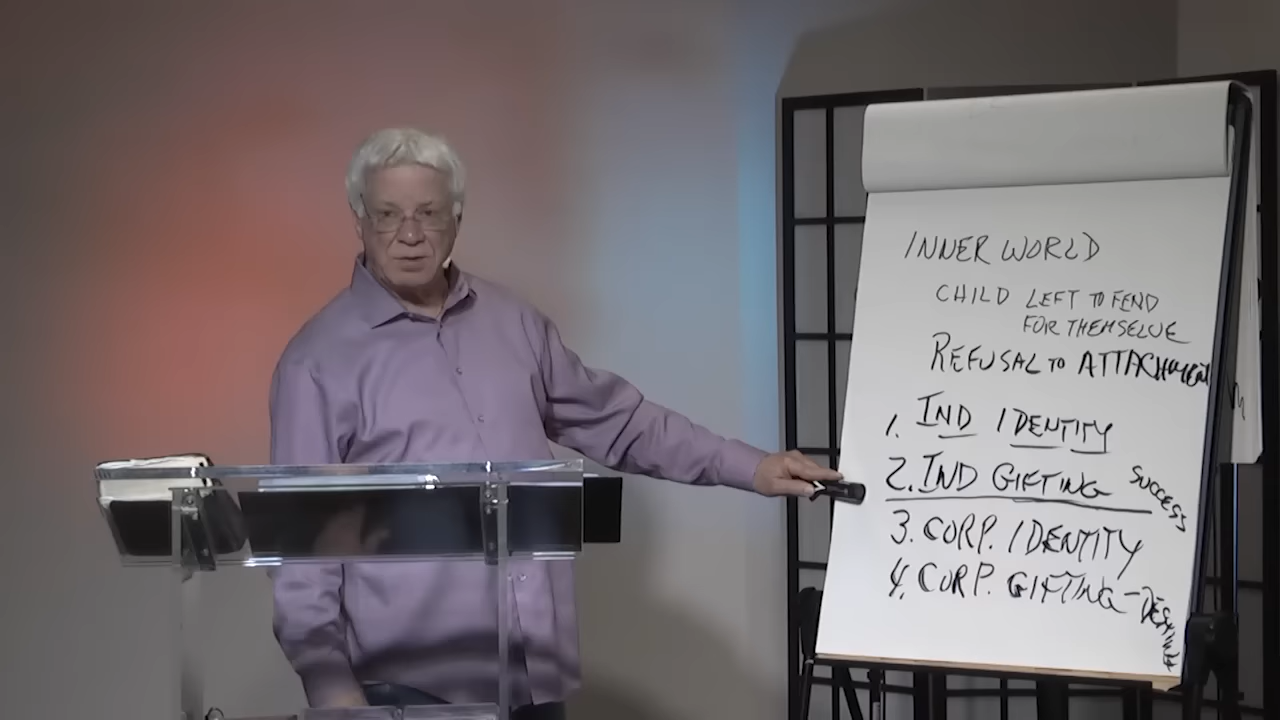 INNER WORLD
CHILD LEFT TO FEND
FOR THEMSELVE
REFUSAL TO ATTACHMENT
1. IND IDENTITY
2. IND GIFTING SUCCESS
3. CORP. IDENTITY
4. CORP. GIFTING - DESTINY